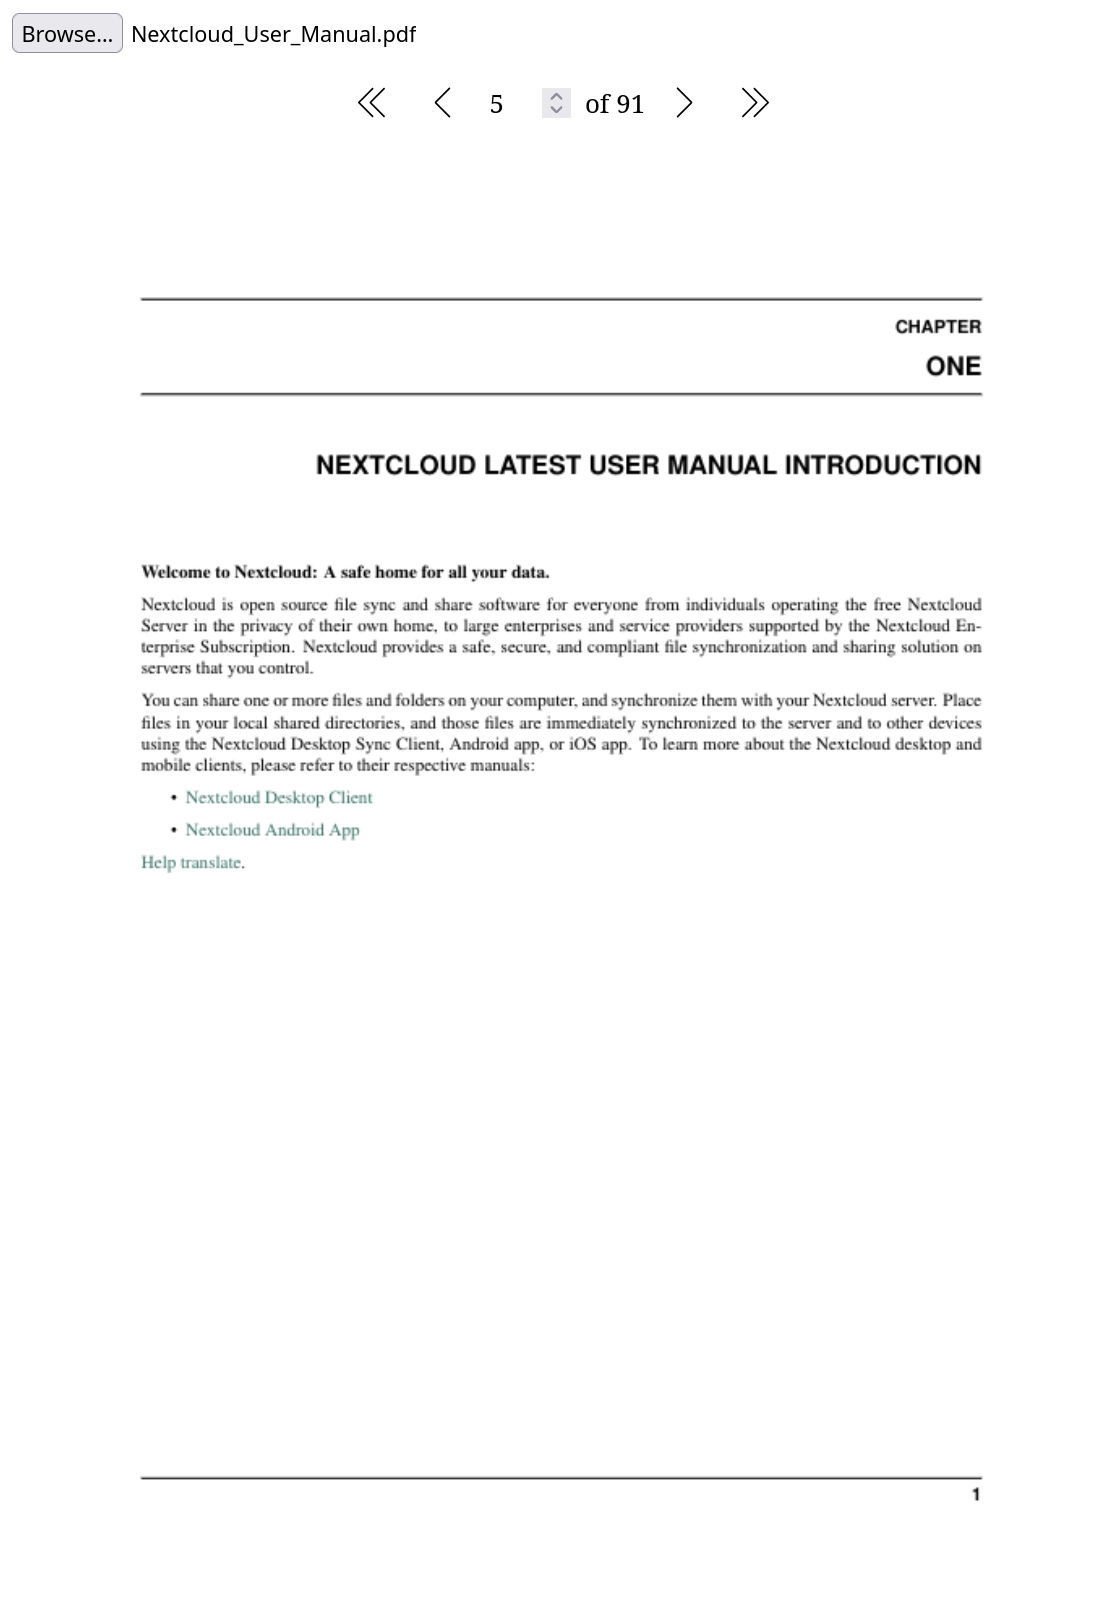 Browse... Nextcloud_User_Manual.pdf
5 of 91
CHAPTER
ONE
NEXTCLOUD LATEST USER MANUAL INTRODUCTION
Welcome to Nextcloud: A safe home for all your data.
Nextcloud is open source file sync and share software for everyone from individuals operating the free Nextcloud
Server in the privacy of their own home, to large enterprises and service providers supported by the Nextcloud En-
terprise Subscription. Nextcloud provides a safe, secure, and compliant file synchronization and sharing solution on
servers that you control.
You can share one or more files and folders on your computer, and synchronize them with your Nextcloud server. Place
files in your local shared directories, and those files are immediately synchronized to the server and to other devices
using the Nextcloud Desktop Sync Client, Android app, or iOS app. To learn more about the Nextcloud desktop and
mobile clients, please refer to their respective manuals:
• Nextcloud Desktop Client
• Nextcloud Android App
Help translate.
1